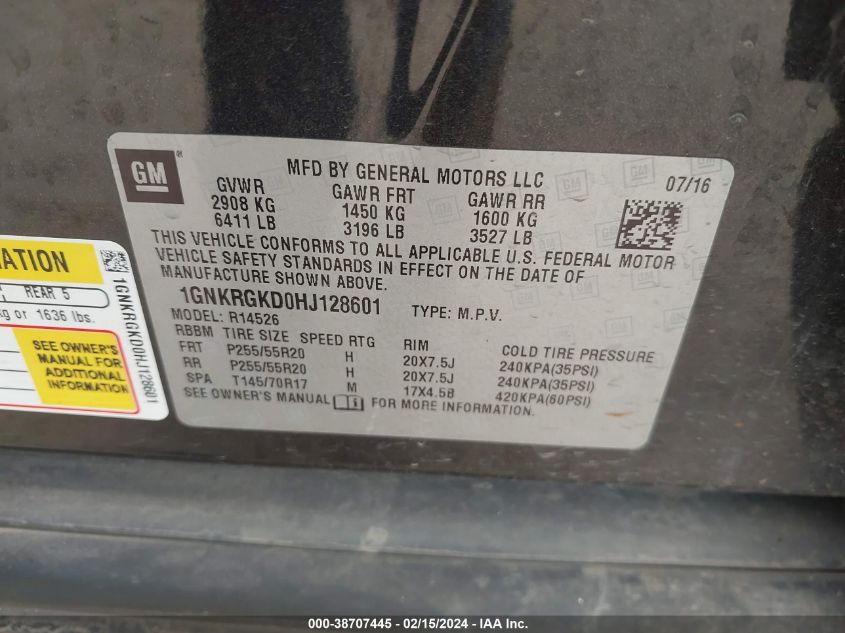 GM
MFD BY GENERAL MOTORS LLC
07/16
GVWR GAWR FRT GAWR RR
2908 KG 1450 KG 1600 KG
6411 LB 3196 LB 3527 LB
THIS VEHICLE CONFORMS TO ALL APPLICABLE U.S. FEDERAL MOTOR
VEHICLE SAFETY STANDARDS IN EFFECT ON THE DATE OF
MANUFACTURE SHOWN ABOVE.
1GNKRGKD0HJ128601 TYPE: M.P.V.
MODEL: R14526
RBBM TIRE SIZE SPEED RTG RIM COLD TIRE PRESSURE
FRT P255/55R20 H 20X7.5J 240KPA(35PSI)
RR P255/55R20 H 20X7.5J 240KPA(35PSI)
SPA T145/70R17 M 17X4.5B 420KPA(60PSI)
SEE OWNER'S MANUAL FOR MORE INFORMATION.
MATION
REAR 5
kg or 1636 lbs.
SEE OWNER'S
MANUAL FOR
ADDITIONAL
INFORMATION
1GNKRGKD0HJ128601
000-38707445 - 02/15/2024 - IAA Inc.